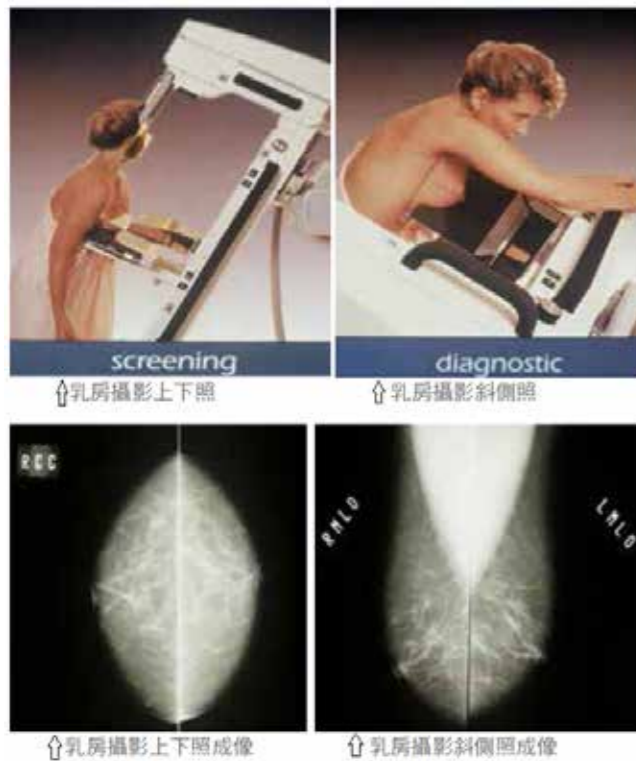 screening
diagnostic
⇧乳房攝影上下照
⇧乳房攝影斜側照
RCC
RMLO
LMLO
⇧乳房攝影上下照成像
⇧乳房攝影斜側照成像